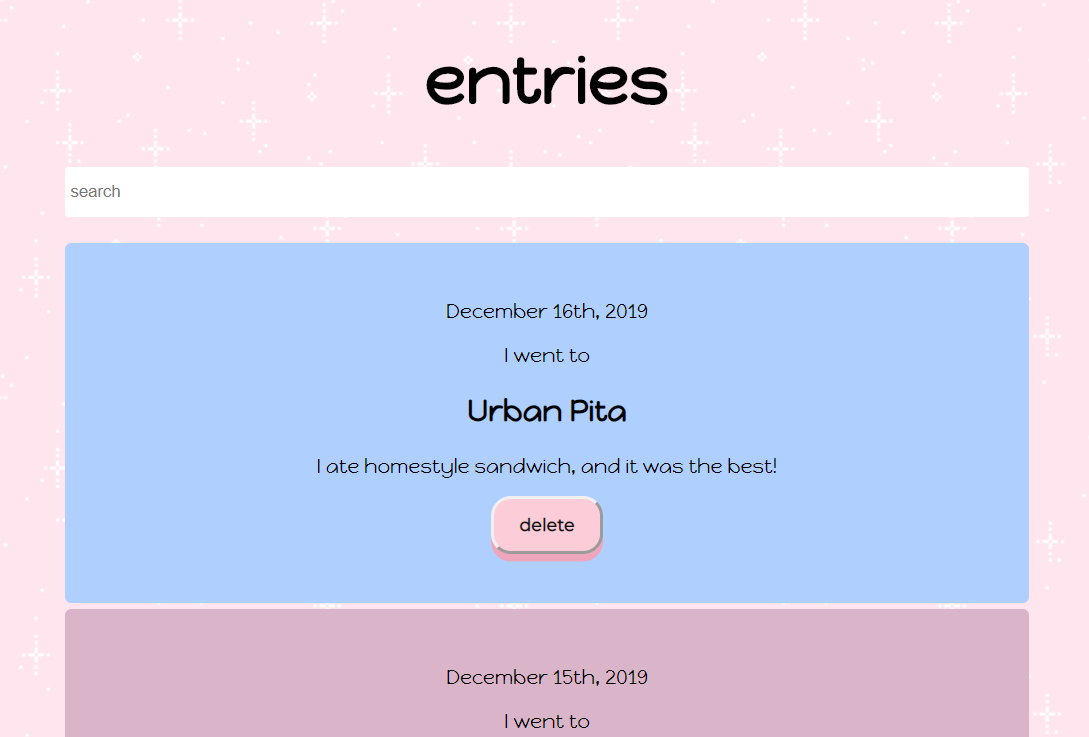 entries
search
December 16th, 2019
I went to
Urban Pita
I ate homestyle sandwich, and it was the best!
delete
December 15th, 2019
I went to